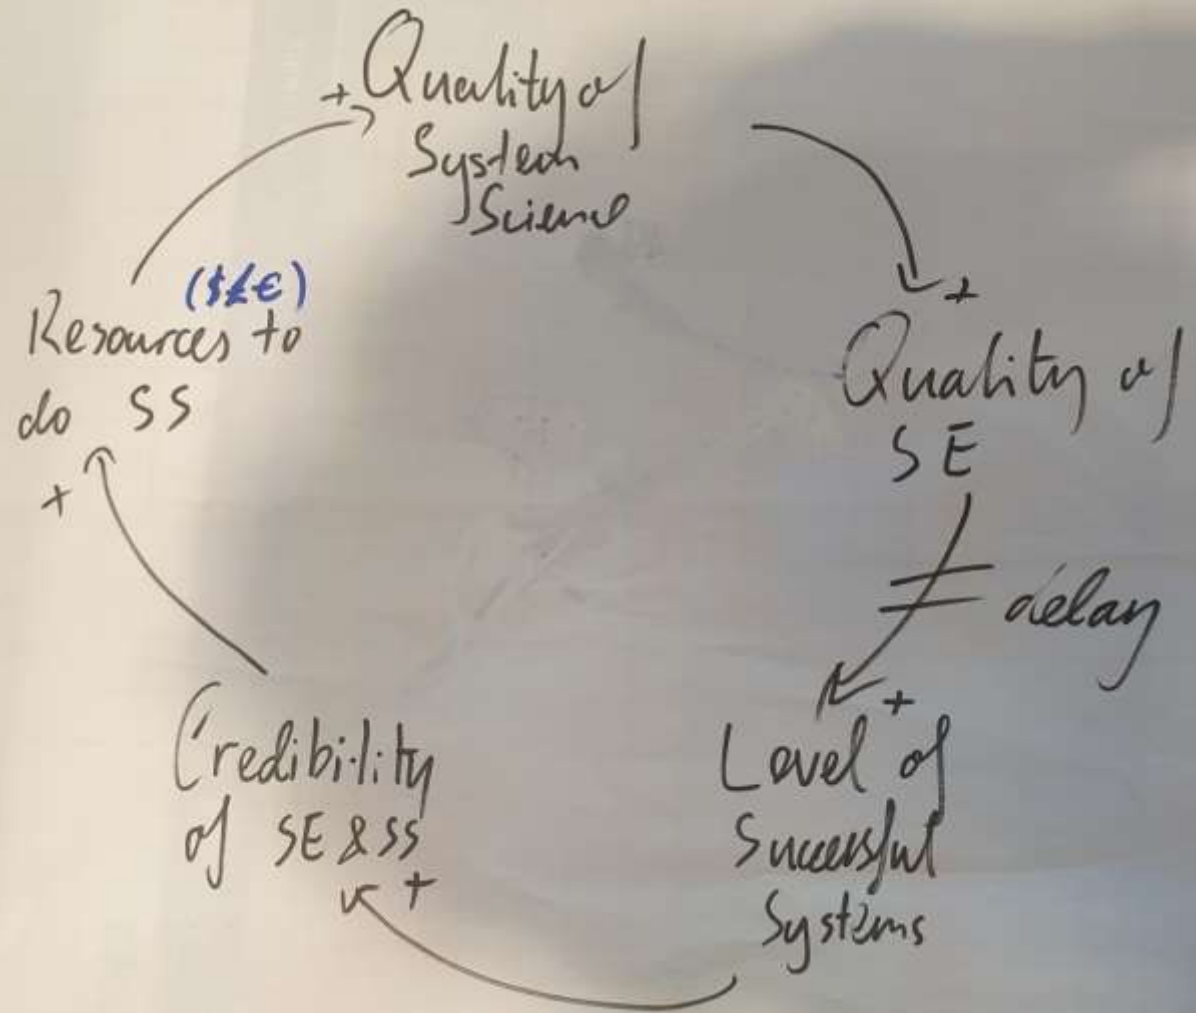 + Quality of
System
Science
+
Quality of
SE
delay
+
Level of
Successful
Systems
Credibility
of SE & SS
+
($£€)
Resources to
do SS
+